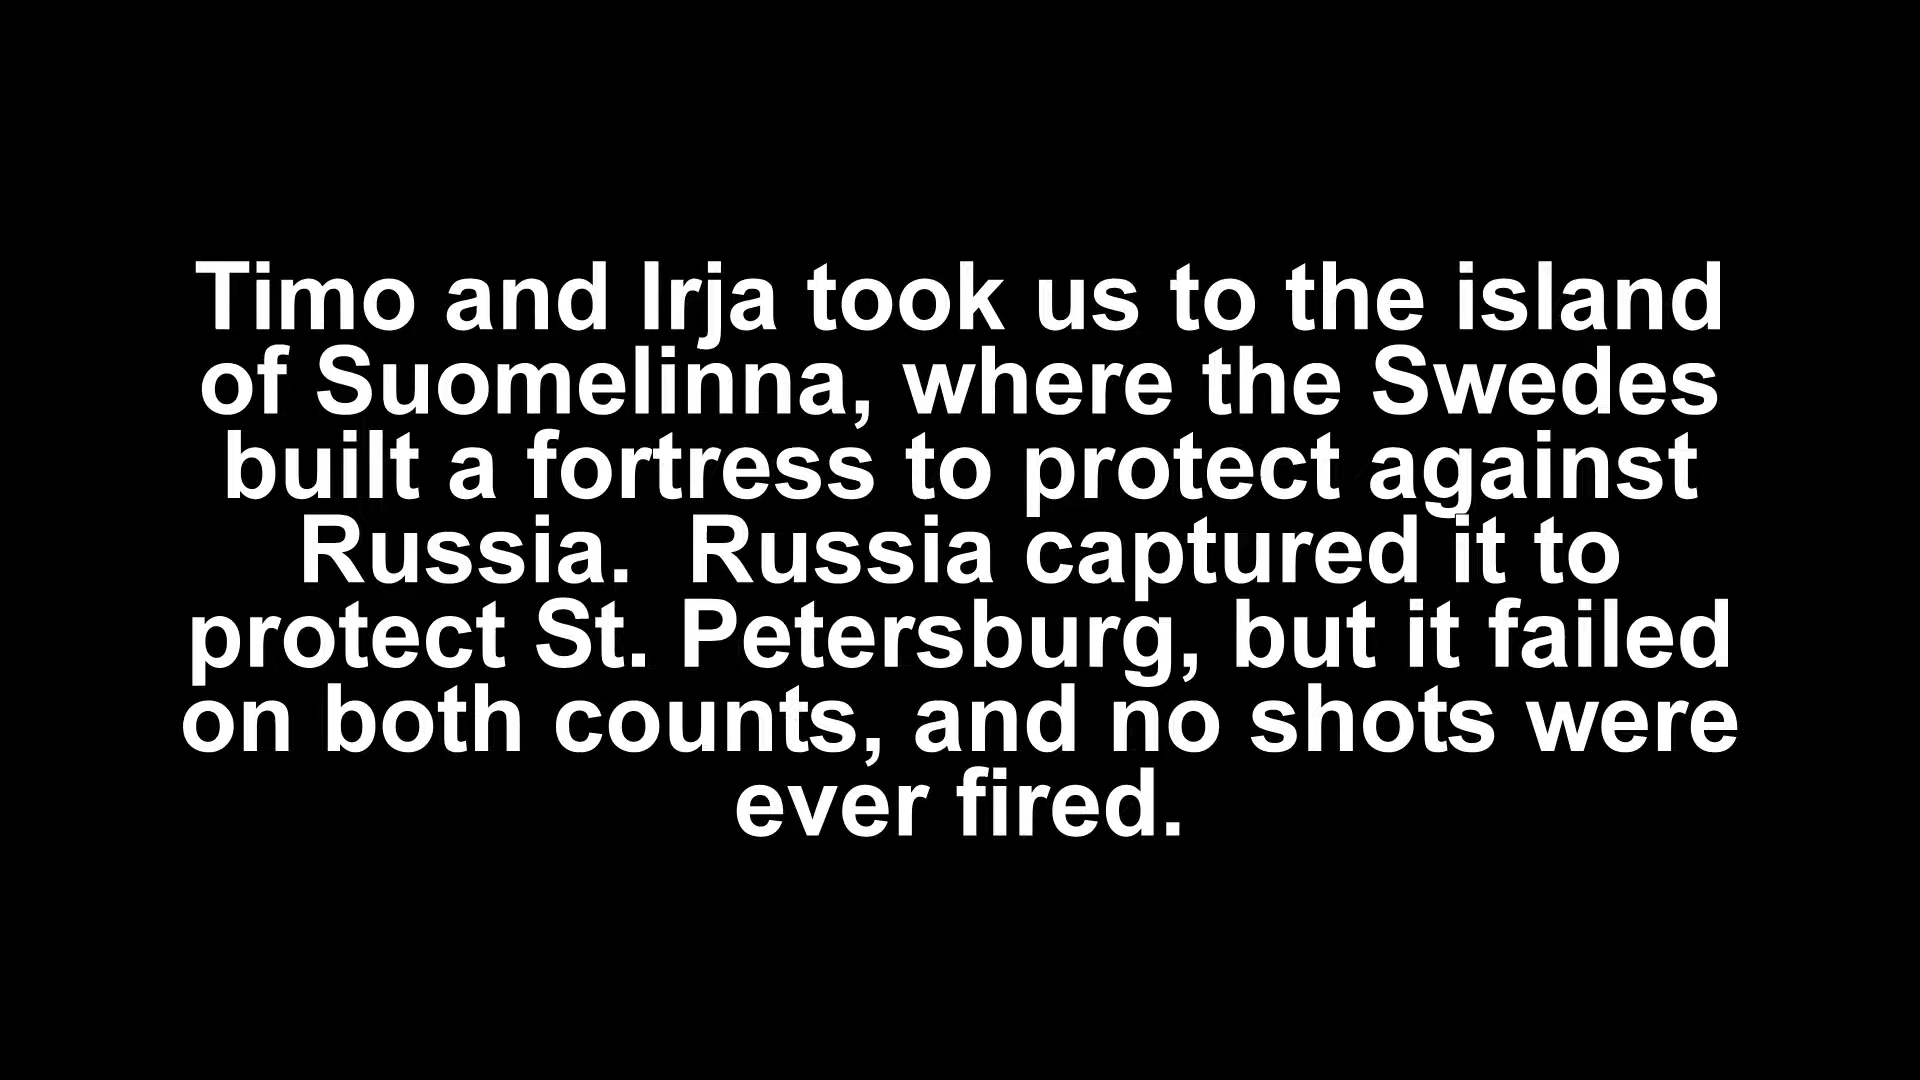 Timo and Irja took us to the island
of Suomelinna, where the Swedes
built a fortress to protect against
Russia.  Russia captured it to
protect St. Petersburg, but it failed
on both counts, and no shots were
ever fired.